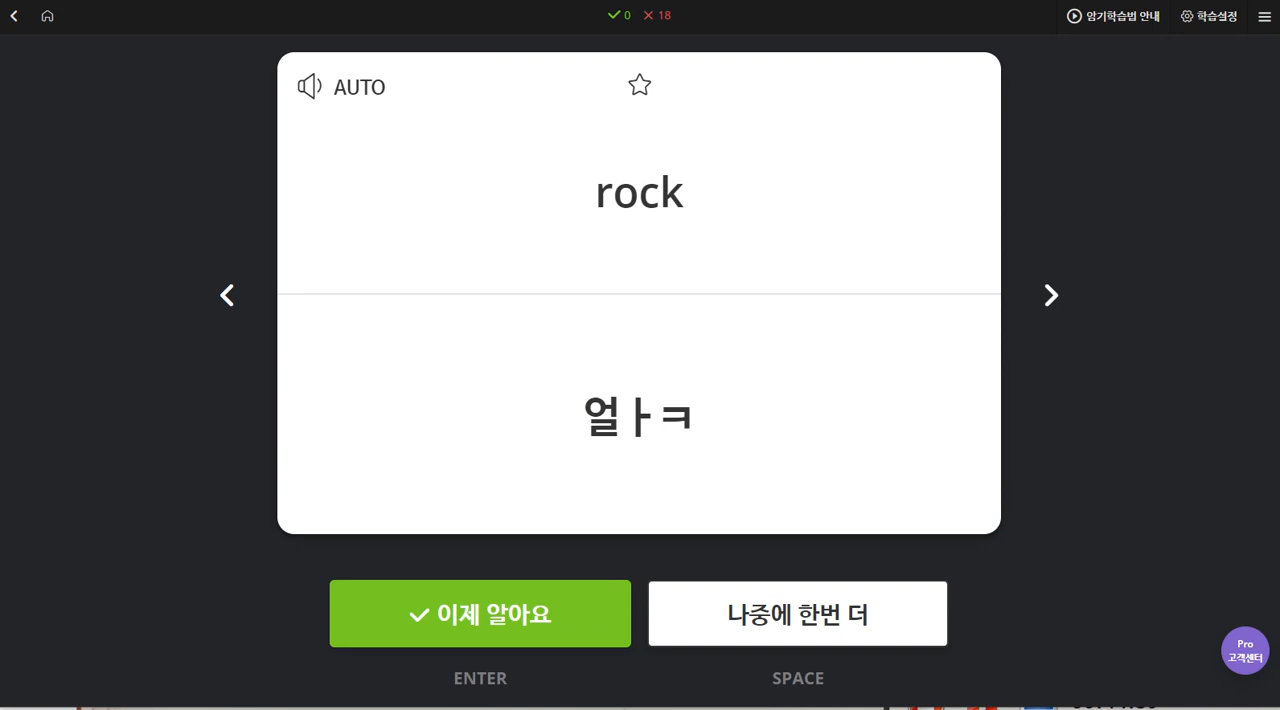 0 18 암기학습법 안내 학습설정
AUTO
rock
얼ㅏㅋ
이제 알아요 나중에 한번 더
ENTER SPACE
Pro
고객센터